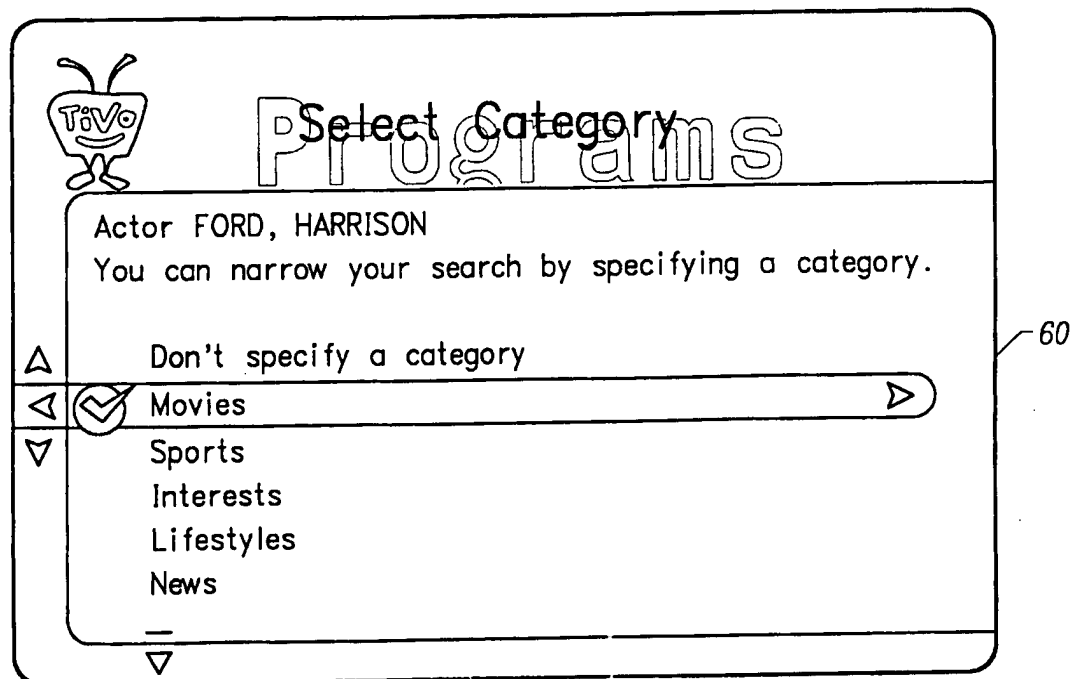 TiVo
Programs
Select Category
Actor FORD, HARRISON
You can narrow your search by specifying a category.
Don't specify a category
60
Movies
Sports
Interests
Lifestyles
News